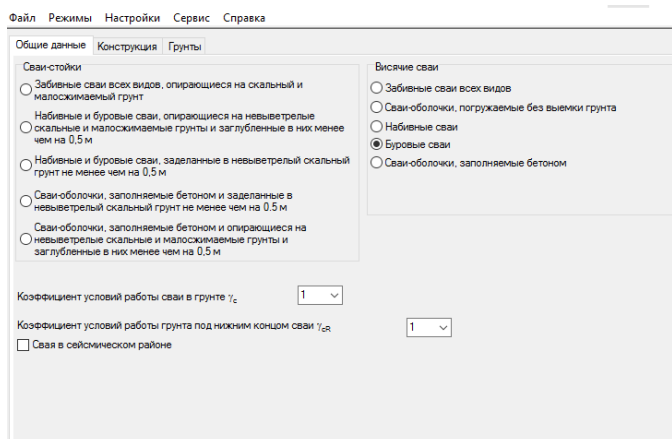 Файл Режимы Настройки Сервис Справка
Общие данные Конструкция Грунты
Сваи-стойки
Забивные сваи всех видов, опирающиеся на скальный и
малосжимаемый грунт
Набивные и буровые сваи, опирающиеся на невыветрелые
скальные и малосжимаемые грунты и заглубленные в них менее
чем на 0,5 м
Набивные и буровые сваи, заделанные в невыветрелый скальный
грунт не менее чем на 0,5 м
Сваи-оболочки, заполняемые бетоном и заделанные в
невыветрелый скальный грунт не менее чем на 0.5 м
Сваи-оболочки, заполняемые бетоном и опирающиеся на
невыветрелые скальные и малосжимаемые грунты и
заглубленные в них менее чем на 0,5 м
Висячие сваи
Забивные сваи всех видов
Сваи-оболочки, погружаемые без выемки грунта
Набивные сваи
Буровые сваи
Сваи-оболочки, заполняемые бетоном
Коэффициент условий работы сваи в грунте γc 1
Коэффициент условий работы грунта под нижним концом сваи γcR 1
Свая в сейсмическом районе